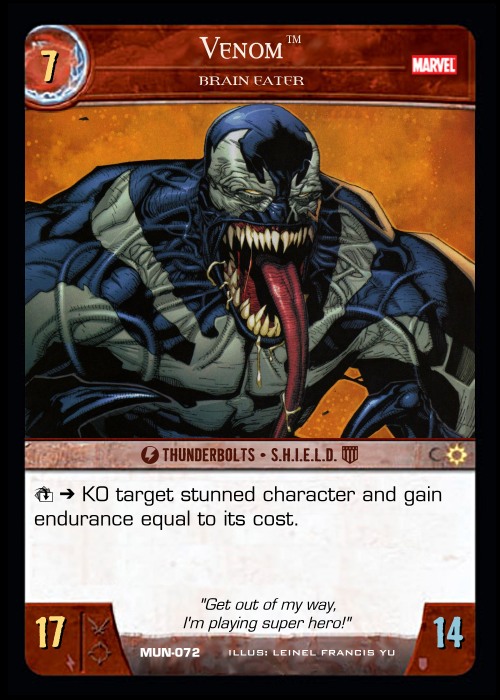 7
VENOM™
MARVEL
BRAIN EATER
THUNDERBOLTS • S.H.I.E.L.D.
C
➔ KO target stunned character and gain
endurance equal to its cost.
"Get out of my way,
I'm playing super hero!"
17
14
MUN-072 ILLUS: LEINEL FRANCIS YU